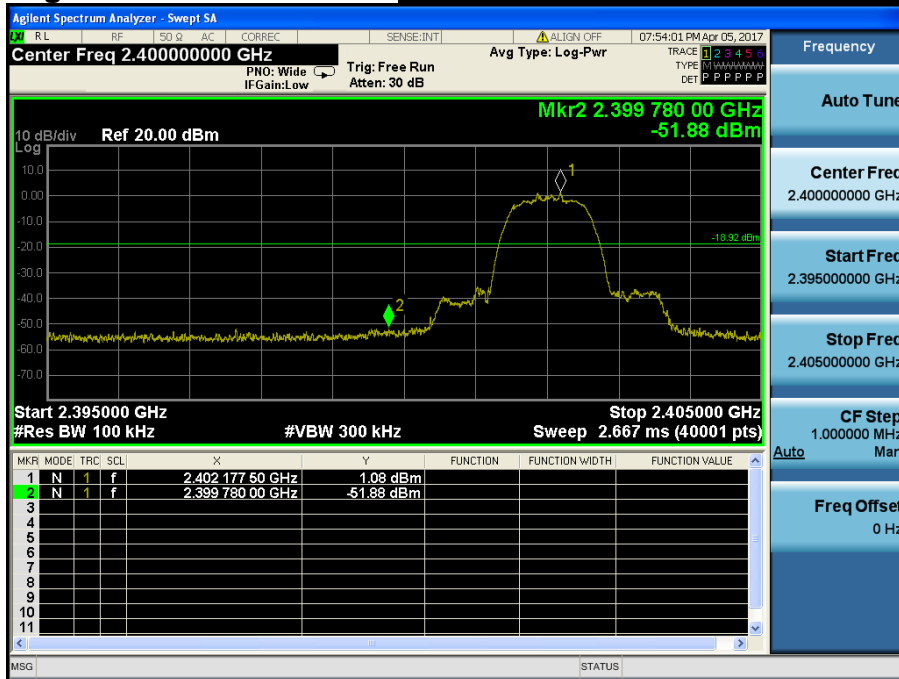 Agilent Spectrum Analyzer - Swept SA
LXI RL RF 50 Ω AC CORREC SENSE:INT ALIGN OFF 07:54:01 PM Apr 05, 2017
Center Freq 2.400000000 GHz
PNO: Wide
IFGain:Low
Trig: Free Run
Atten: 30 dB
Avg Type: Log-Pwr
TRACE 1 2 3 4 5 6
TYPE M WWWWW
DET P P P P P P
Mkr2 2.399 780 00 GHz
-51.88 dBm
10 dB/div Ref 20.00 dBm
Log
10.0
0.00
-10.0
-20.0
-30.0
-40.0
-50.0
-60.0
-70.0
1
2
-18.92 dBm
Start 2.395000 GHz Stop 2.405000 GHz
#Res BW 100 kHz #VBW 300 kHz Sweep 2.667 ms (40001 pts)
MKR MODE TRC SCL X Y FUNCTION FUNCTION WIDTH FUNCTION VALUE
1 N 1 f 2.402 177 50 GHz 1.08 dBm
2 N 1 f 2.399 780 00 GHz -51.88 dBm
3
4
5
6
7
8
9
10
11
MSG STATUS
Frequency
Auto Tune
Center Freq
2.400000000 GHz
Start Freq
2.395000000 GHz
Stop Freq
2.405000000 GHz
CF Step
1.000000 MHz
Auto Man
Freq Offset
0 Hz